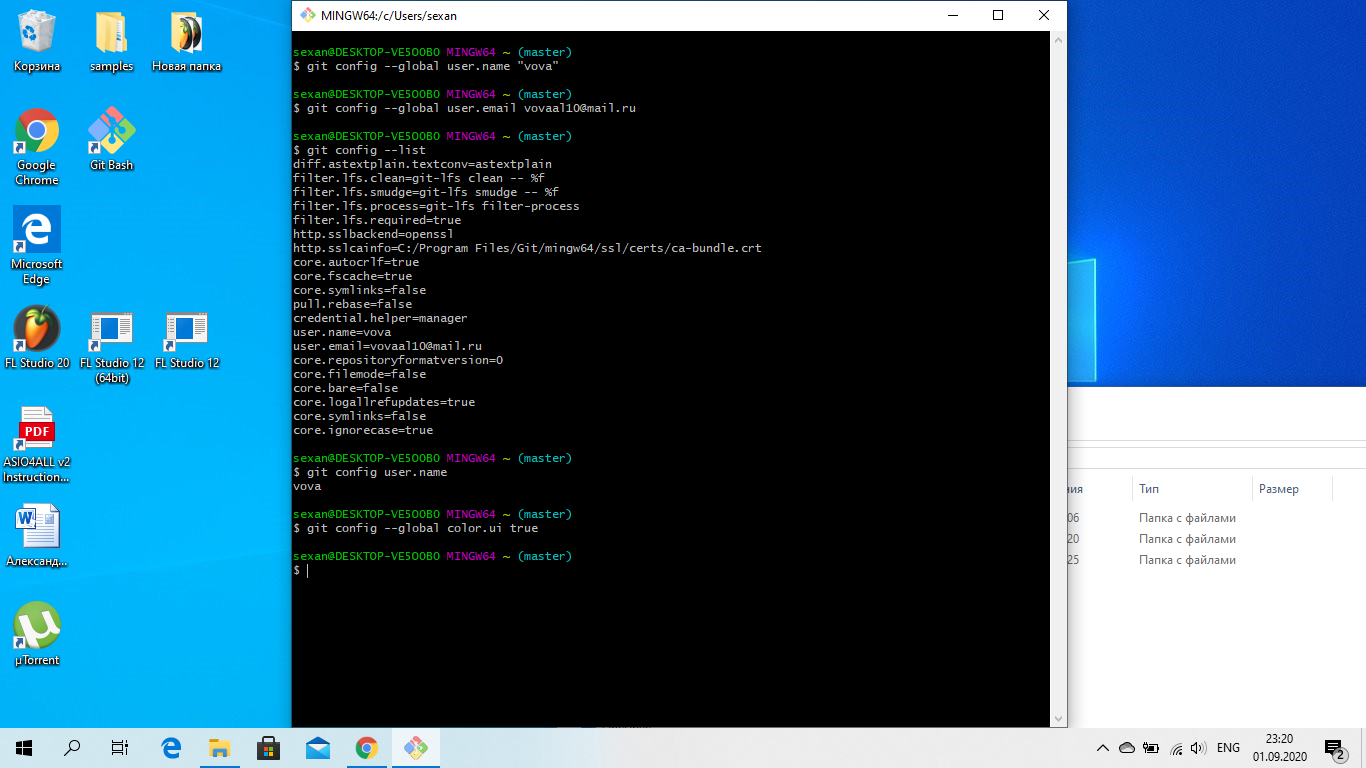 Корзина
samples
Новая папка
Google
Chrome
Git Bash
Microsoft
Edge
FL Studio 20
FL Studio 12
(64bit)
FL Studio 12
PDF
ASIO4ALL v2
Instruction...
Александ...
µTorrent
MINGW64:/c/Users/sexan
sexan@DESKTOP-VE5OOBO MINGW64 ~ (master)
$ git config --global user.name "vova"
sexan@DESKTOP-VE5OOBO MINGW64 ~ (master)
$ git config --global user.email vovaal10@mail.ru
sexan@DESKTOP-VE5OOBO MINGW64 ~ (master)
$ git config --list
diff.astextplain.textconv=astextplain
filter.lfs.clean=git-lfs clean -- %f
filter.lfs.smudge=git-lfs smudge -- %f
filter.lfs.process=git-lfs filter-process
filter.lfs.required=true
http.sslbackend=openssl
http.sslcainfo=C:/Program Files/Git/mingw64/ssl/certs/ca-bundle.crt
core.autocrlf=true
core.fscache=true
core.symlinks=false
pull.rebase=false
credential.helper=manager
user.name=vova
user.email=vovaal10@mail.ru
core.repositoryformatversion=0
core.filemode=false
core.bare=false
core.logallrefupdates=true
core.symlinks=false
core.ignorecase=true
sexan@DESKTOP-VE5OOBO MINGW64 ~ (master)
$ git config user.name
vova
sexan@DESKTOP-VE5OOBO MINGW64 ~ (master)
$ git config --global color.ui true
sexan@DESKTOP-VE5OOBO MINGW64 ~ (master)
$
ния Тип Размер
06 Папка с файлами
20 Папка с файлами
25 Папка с файлами
ENG
23:20
01.09.2020
2